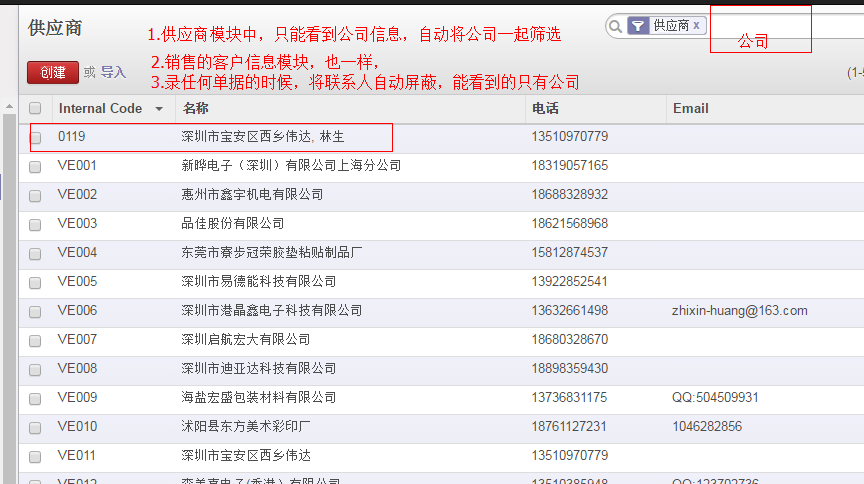 供应商
1.供应商模块中，只能看到公司信息，自动将公司一起筛选
供应商 x
公司
2.销售的客户信息模块，也一样，
创建 或 导入
3.录任何单据的时候，将联系人自动屏蔽，能看到的只有公司
(1-
Internal Code 名称 电话 Email
0119 深圳市宝安区西乡伟达, 林生 13510970779
VE001 新晔电子（深圳）有限公司上海分公司 18319057165
VE002 惠州市鑫宇机电有限公司 18688328932
VE003 品佳股份有限公司 18621568968
VE004 东莞市寮步冠荣胶垫粘贴制品厂 15812874537
VE005 深圳市易德能科技有限公司 13922852541
VE006 深圳市港晶鑫电子科技有限公司 13632661498 zhixin-huang@163.com
VE007 深圳启航宏大有限公司 18680328670
VE008 深圳市迪亚达科技有限公司 18898359430
VE009 海盐宏盛包装材料有限公司 13736831175 QQ:504509931
VE010 沭阳县东方美术彩印厂 18761127231 1046282856
VE011 深圳市宝安区西乡伟达 13510970779